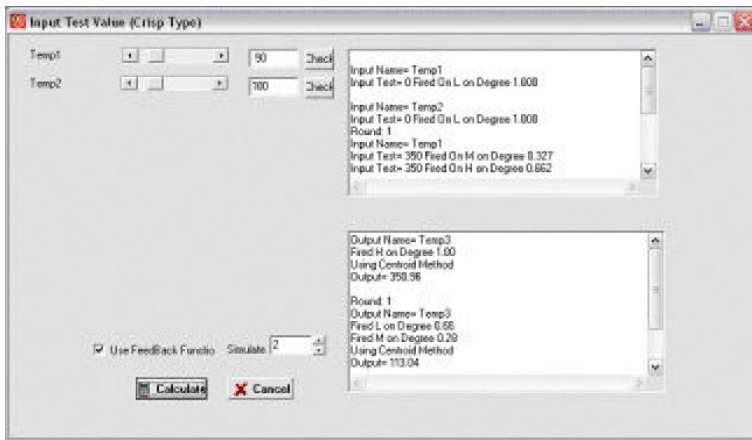 Input Test Value (Crisp Type)
Temp1
90
Check
Temp2
100
Check
Input Name= Temp1
Input Test= 0 Fired On L on Degree 1.000
Input Name= Temp2
Input Test= 0 Fired On L on Degree 1.000
Round: 1
Input Name= Temp1
Input Test= 350 Fired On M on Degree 0.327
Input Test= 350 Fired On H on Degree 0.662
Output Name= Temp3
Fired H on Degree 1.00
Using Centroid Method
Output= 350.96
Round: 1
Output Name= Temp3
Fired L on Degree 0.66
Fired M on Degree 0.28
Using Centroid Method
Output= 113.04
Use FeedBack Functio
Simulate
2
Calculate
Cancel